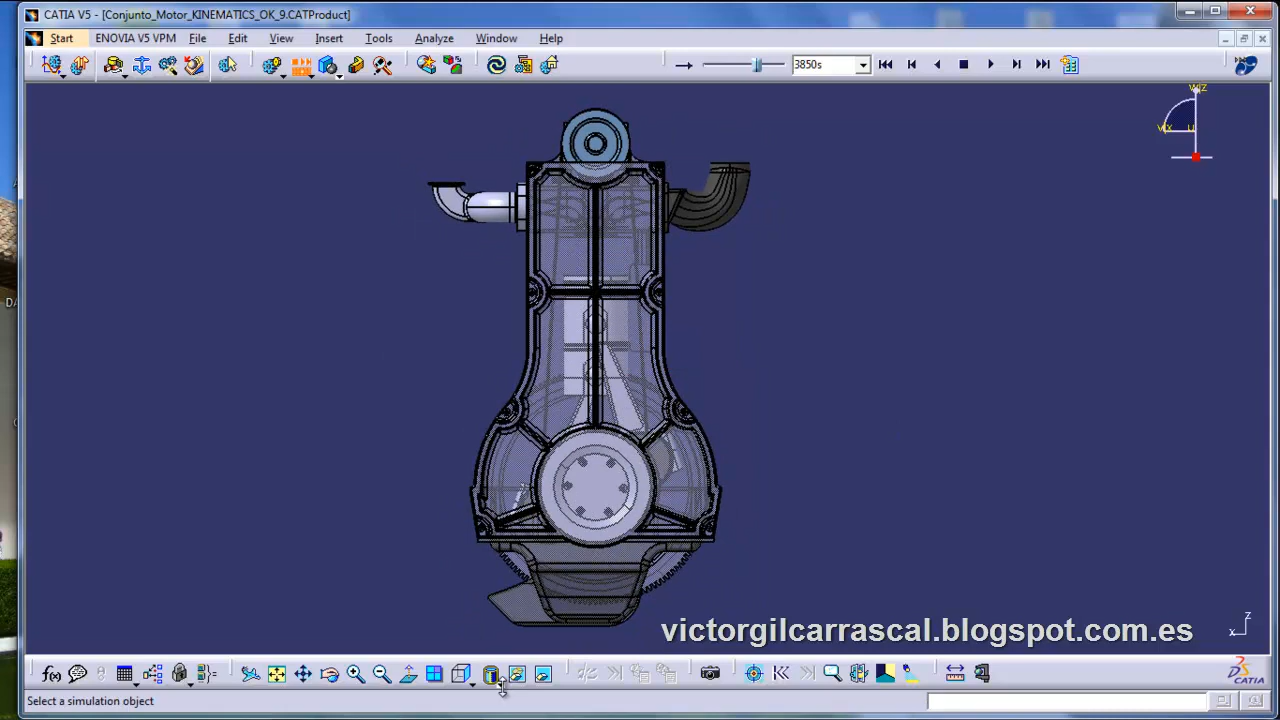 CATIA V5 - [Conjunto_Motor_KINEMATICS_OK_9.CATProduct]
Start ENOVIA V5 VPM File Edit View Insert Tools Analyze Window Help
3850s
victorgilcarrascal.blogspot.com.es
z
x
f(x)
CATIA
Select a simulation object